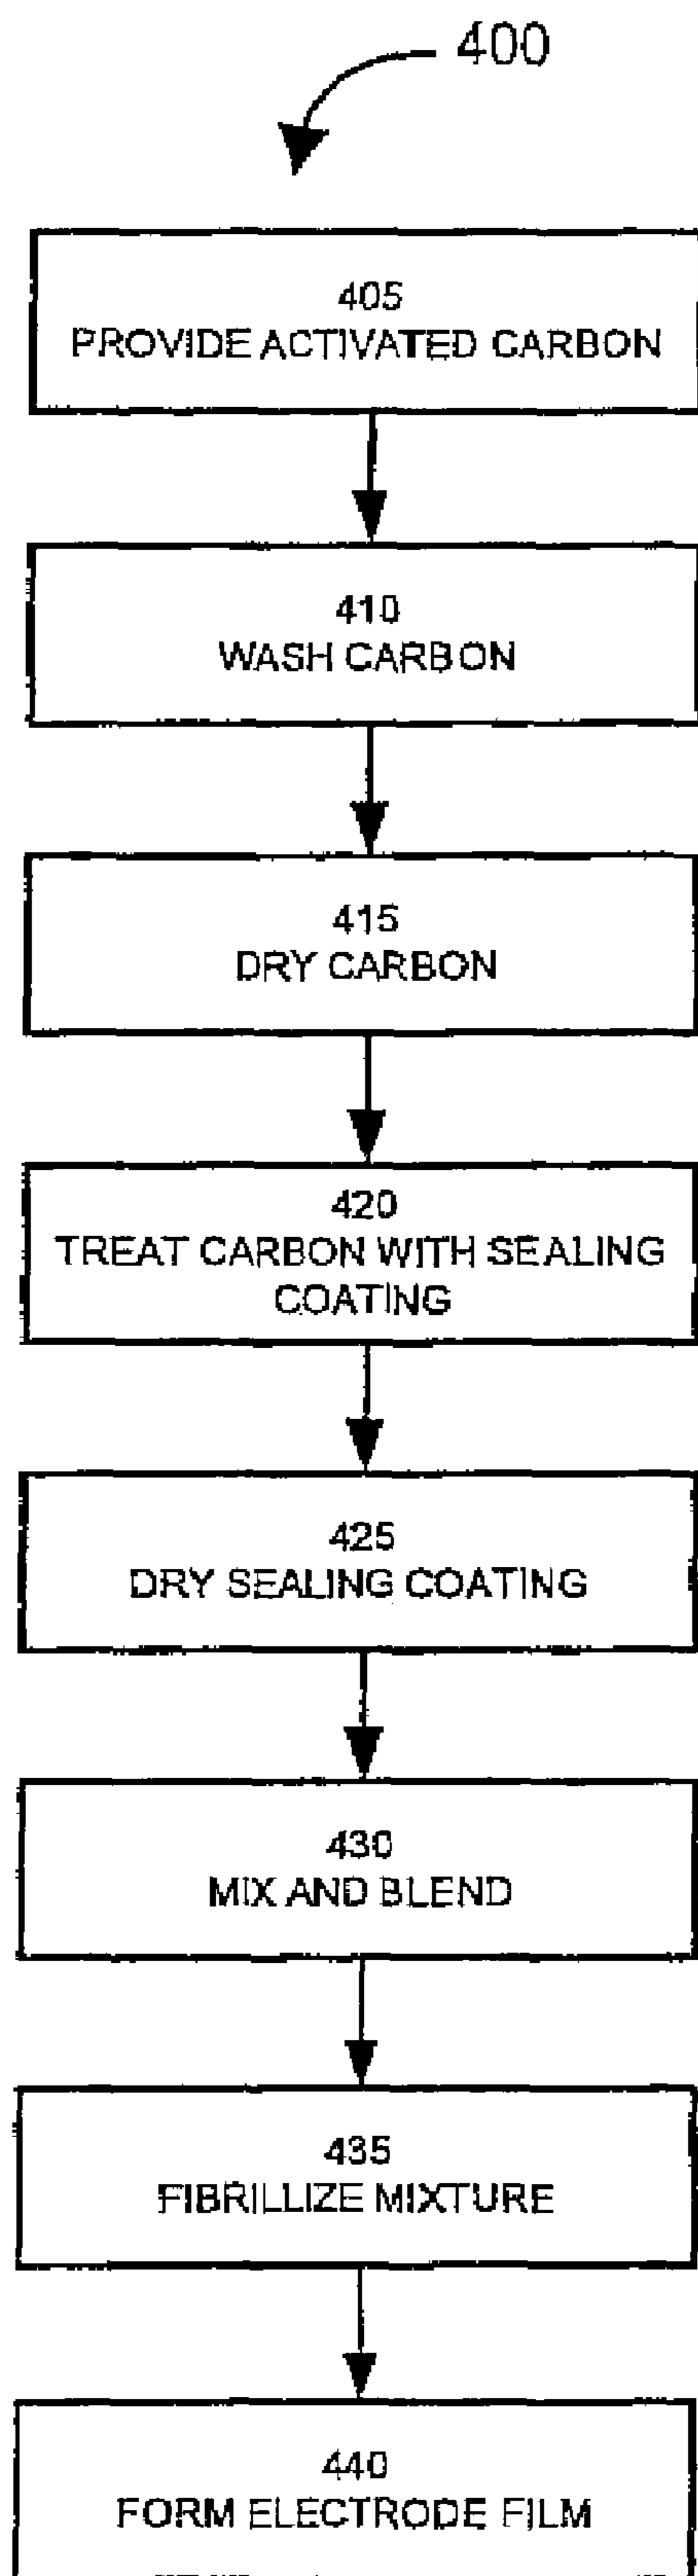 400
405
PROVIDE ACTIVATED CARBON
410
WASH CARBON
415
DRY CARBON
420
TREAT CARBON WITH SEALING
COATING
425
DRY SEALING COATING
430
MIX AND BLEND
435
FIBRILLIZE MIXTURE
440
FORM ELECTRODE FILM